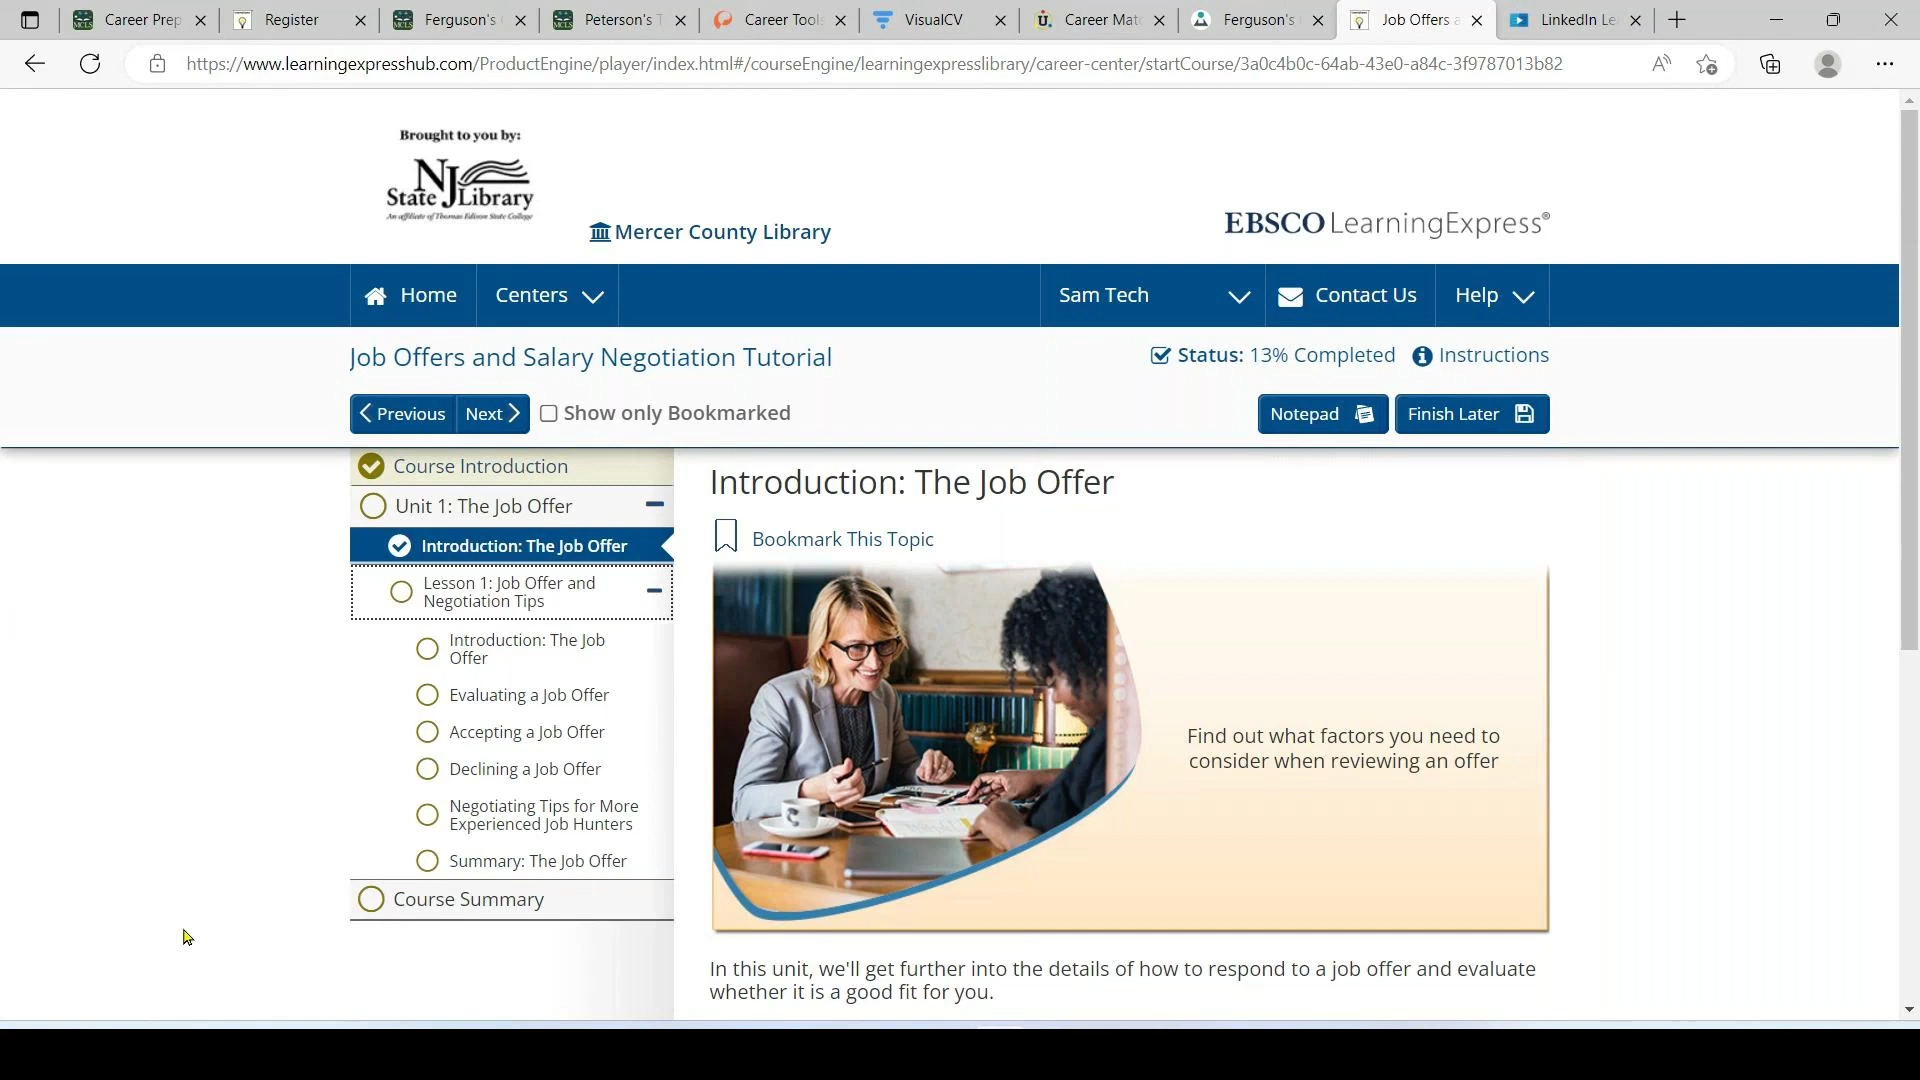 Career Prep
Register
Ferguson's
Peterson's T
Career Tools
VisualCV
Career Mat
Ferguson's
Job Offers a
LinkedIn Le
https://www.learningexpresshub.com/ProductEngine/player/index.html#/courseEngine/learningexpresslibrary/career-center/startCourse/3a0c4b0c-64ab-43e0-a84c-3f9787013b82
Brought to you by:
NJ
State Library
An affiliate of Thomas Edison State College
Mercer County Library
EBSCO LearningExpress®
Home
Centers
Sam Tech
Contact Us
Help
Job Offers and Salary Negotiation Tutorial
Status: 13% Completed
Instructions
Previous
Next
Show only Bookmarked
Notepad
Finish Later
Course Introduction
Unit 1: The Job Offer
Introduction: The Job Offer
Lesson 1: Job Offer and
Negotiation Tips
Introduction: The Job
Offer
Evaluating a Job Offer
Accepting a Job Offer
Declining a Job Offer
Negotiating Tips for More
Experienced Job Hunters
Summary: The Job Offer
Course Summary
Introduction: The Job Offer
Bookmark This Topic
Find out what factors you need to
consider when reviewing an offer
In this unit, we'll get further into the details of how to respond to a job offer and evaluate
whether it is a good fit for you.